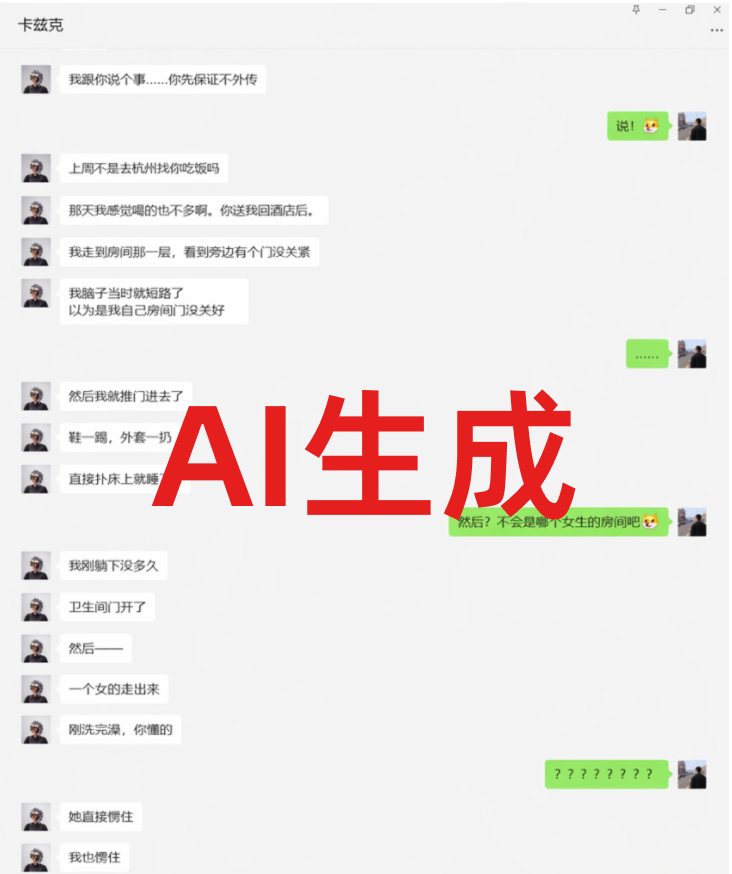 卡兹克
我跟你说个事......你先保证不外传
说！
上周不是去杭州找你吃饭吗
那天我感觉喝的也不多啊。你送我回酒店后。
我走到房间那一层，看到旁边有个门没关紧
我脑子当时就短路了
以为是我自己房间门没关好
......
然后我就推门进去了
鞋一踢，外套一扔
直接扑床上就睡
AI生成
然后？不会是哪个女生的房间吧
我刚躺下没多久
卫生间门开了
然后——
一个女的走出来
刚洗完澡，你懂的
？？？？？？？？
她直接愣住
我也愣住